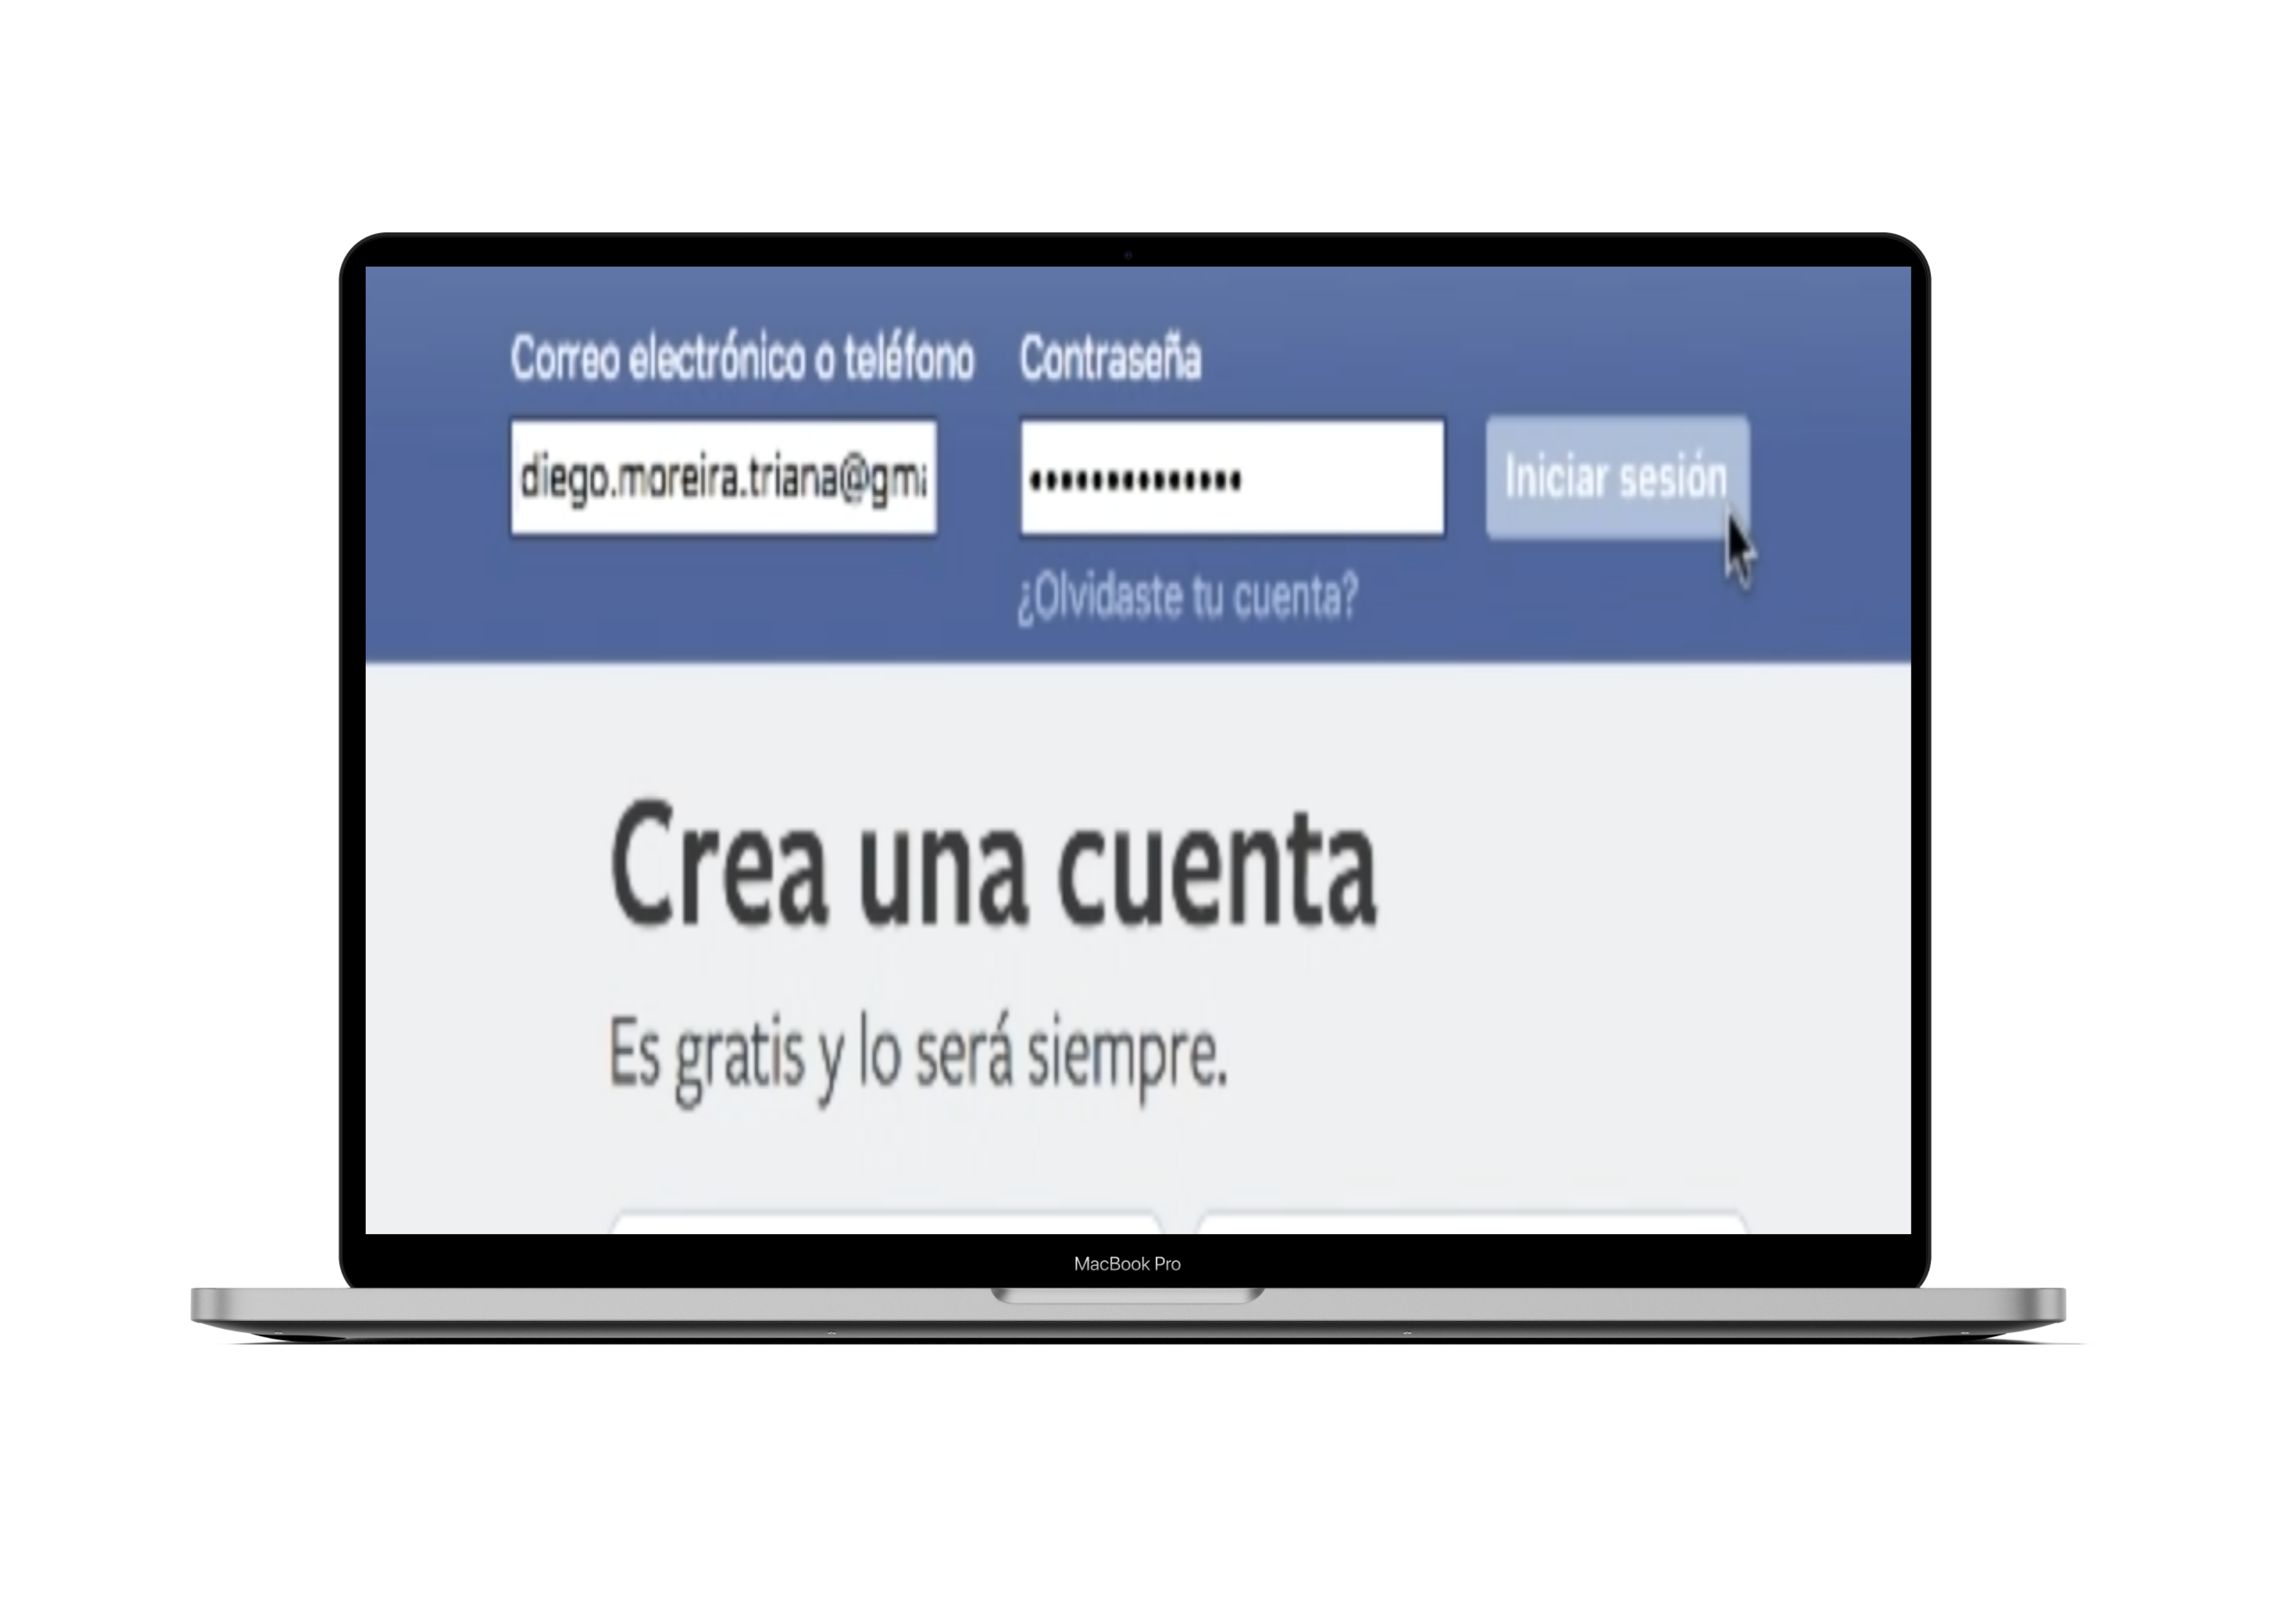 Correo electrónico o teléfono Contraseña
diego.moreira.triana@gma •••••••••••••• Iniciar sesión
¿Olvidaste tu cuenta?
Crea una cuenta
Es gratis y lo será siempre.
MacBook Pro